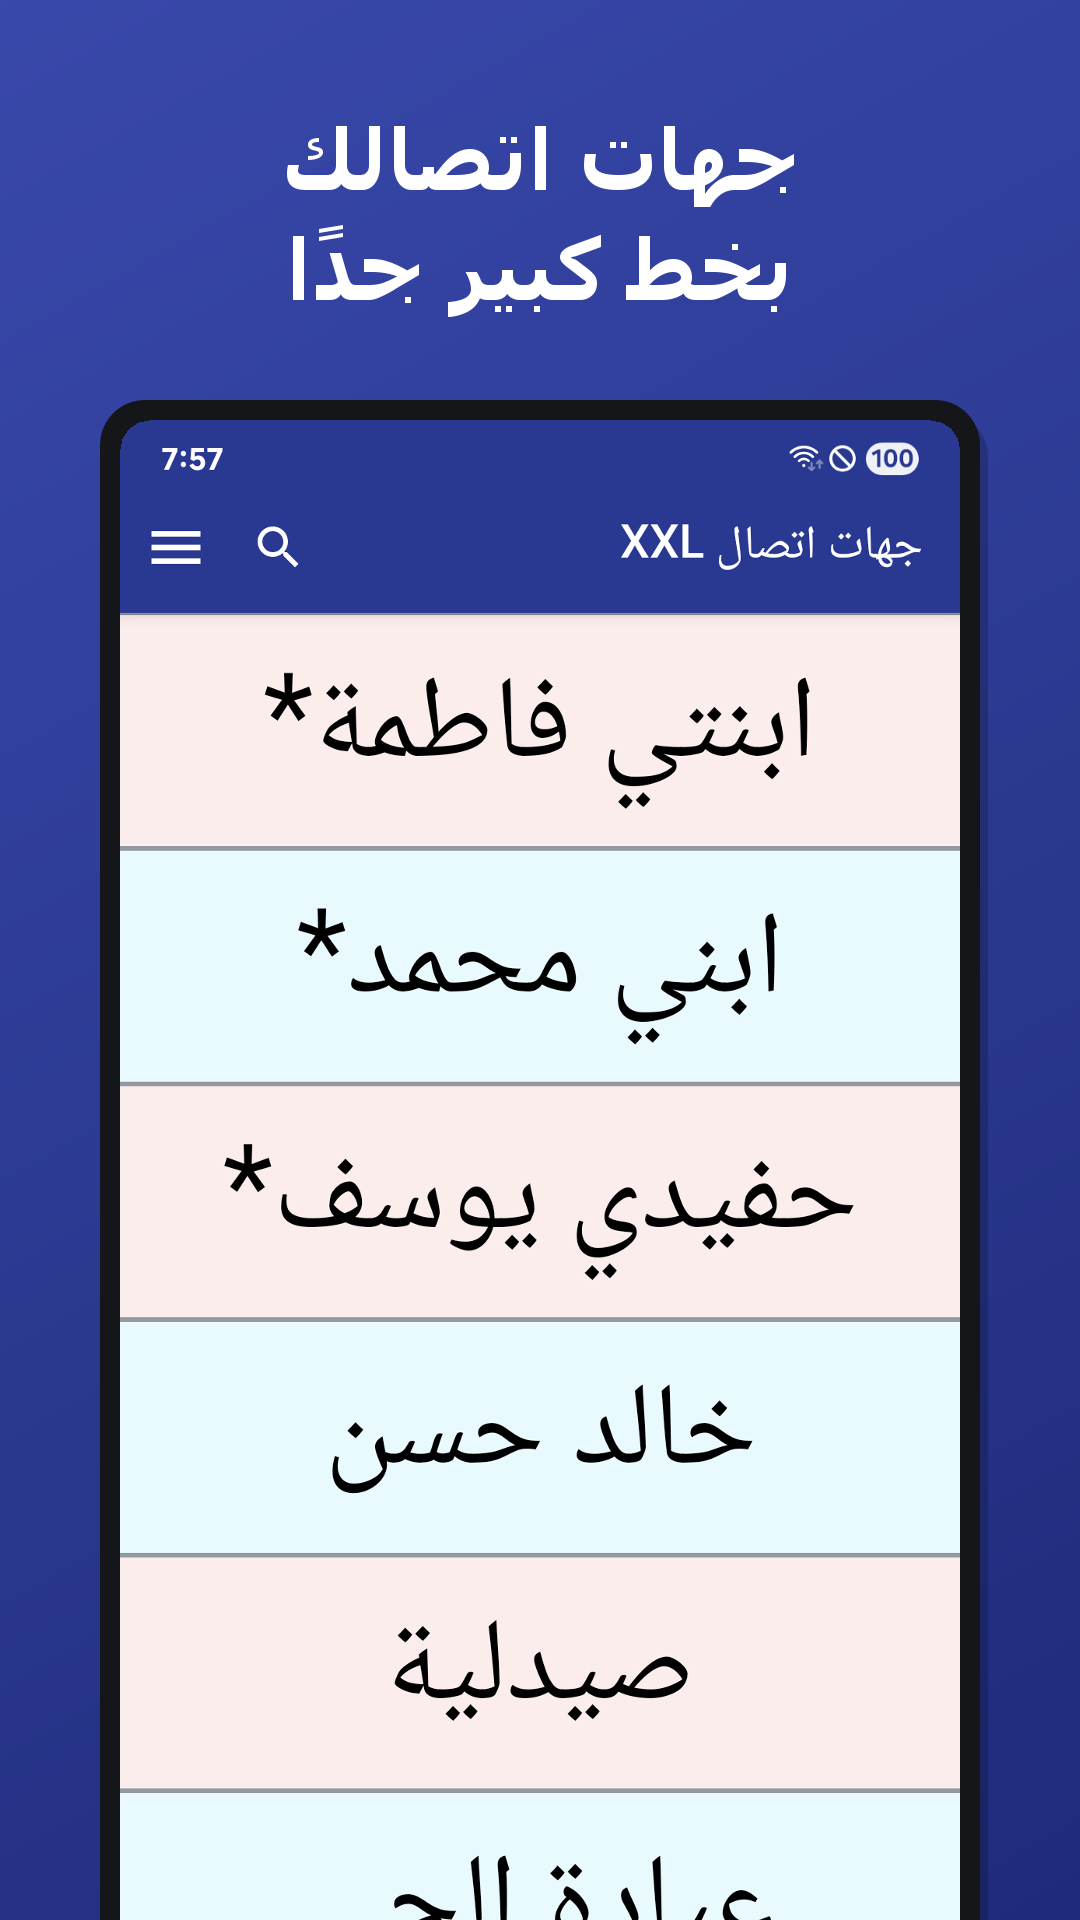 جهات اتصالك
بخط كبير جدًا
7:57
100
جهات اتصال XXL
ابنتي فاطمة*
ابني محمد*
حفيدي يوسف*
خالد حسن
صيدلية